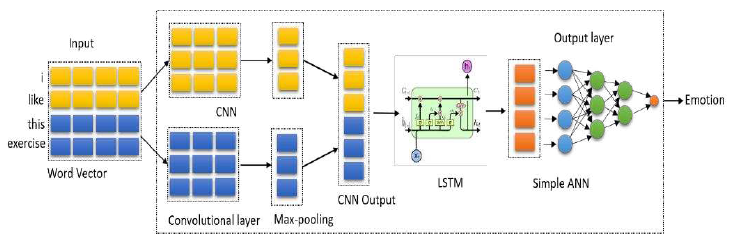 Input
i
like
this
exercise
Word Vector
CNN
Convolutional layer
Max-pooling
CNN Output
LSTM
Output layer
Simple ANN
Emotion